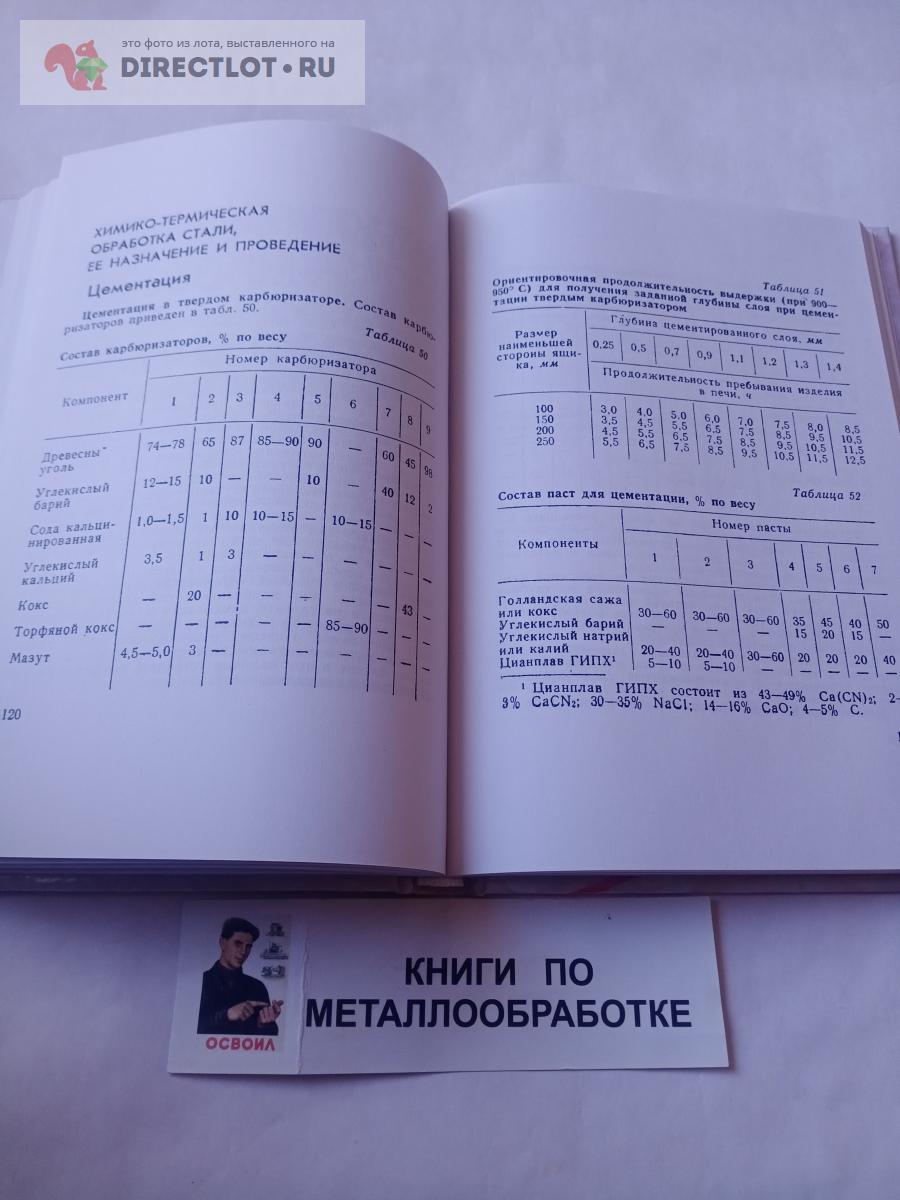 это фото из лота, выставленного на
DIRECTLOT.RU
ХИМИКО-ТЕРМИЧЕСКАЯ
ОБРАБОТКА СТАЛИ,
ЕЕ НАЗНАЧЕНИЕ И ПРОВЕДЕНИЕ
Цементация
Цементация в твердом карбюризаторе. Состав карбю-
ризаторов приведен в табл. 50.
Таблица 50
Состав карбюризаторов, % по весу
Компонент
Номер карбюризатора
1 2 3 4 5 6 7 8 9
Древесный уголь 74—78 65 87 85—90 90 — 60 45 98
Углекислый барий 12—15 10 — — 10 — 40 12 2
Сода кальци-
нированная 1,0—1,5 1 10 10—15 — 10—15 — — —
Углекислый
кальций 3,5 1 3 — — — — — —
Кокс — 20 — — — — — 43 —
Торфяной кокс — — — — — 85—90 — — —
Мазут 4,5—5,0 3 — — — — — — —
120
Таблица 51
Ориентировочная продолжительность выдержки (при 900—
950° С) для получения заданной глубины слоя при цемен-
тации твердым карбюризатором
Размер
наименьшей
стороны ящи-
ка, мм
Глубина цементированного слоя, мм
0,25 0,5 0,7 0,9 1,1 1,2 1,3 1,4
Продолжительность пребывания изделия
в печи, ч
100 3,0 4,0 5,0 6,0 7,0 7,5 8,0 8,5
150 3,5 4,5 5,5 6,5 7,5 8,5 9,5 10,5
200 4,5 5,5 6,5 7,5 8,5 9,5 10,5 11,5
250 5,5 6,5 7,5 8,5 9,5 10,5 11,5 12,5
Таблица 52
Состав паст для цементации, % по весу
Компоненты
Номер пасты
1 2 3 4 5 6 7
Голландская сажа
или кокс 30—60 30—60 30—60 35 45 40 50
Углекислый барий — — — 15 20 15 —
Углекислый натрий
или калий 20—40 20—40 30—60 20 20 20 40
Цианплав ГИПХ¹ 5—10 5—10 — — — —
¹ Цианплав ГИПХ состоит из 43—49% Ca(CN)₂; 2—
3% CaCN₂; 30—35% NaCl; 14—16% CaO; 4—5% C.
КНИГИ ПО
МЕТАЛЛООБРАБОТКЕ
ОСВОИЛ